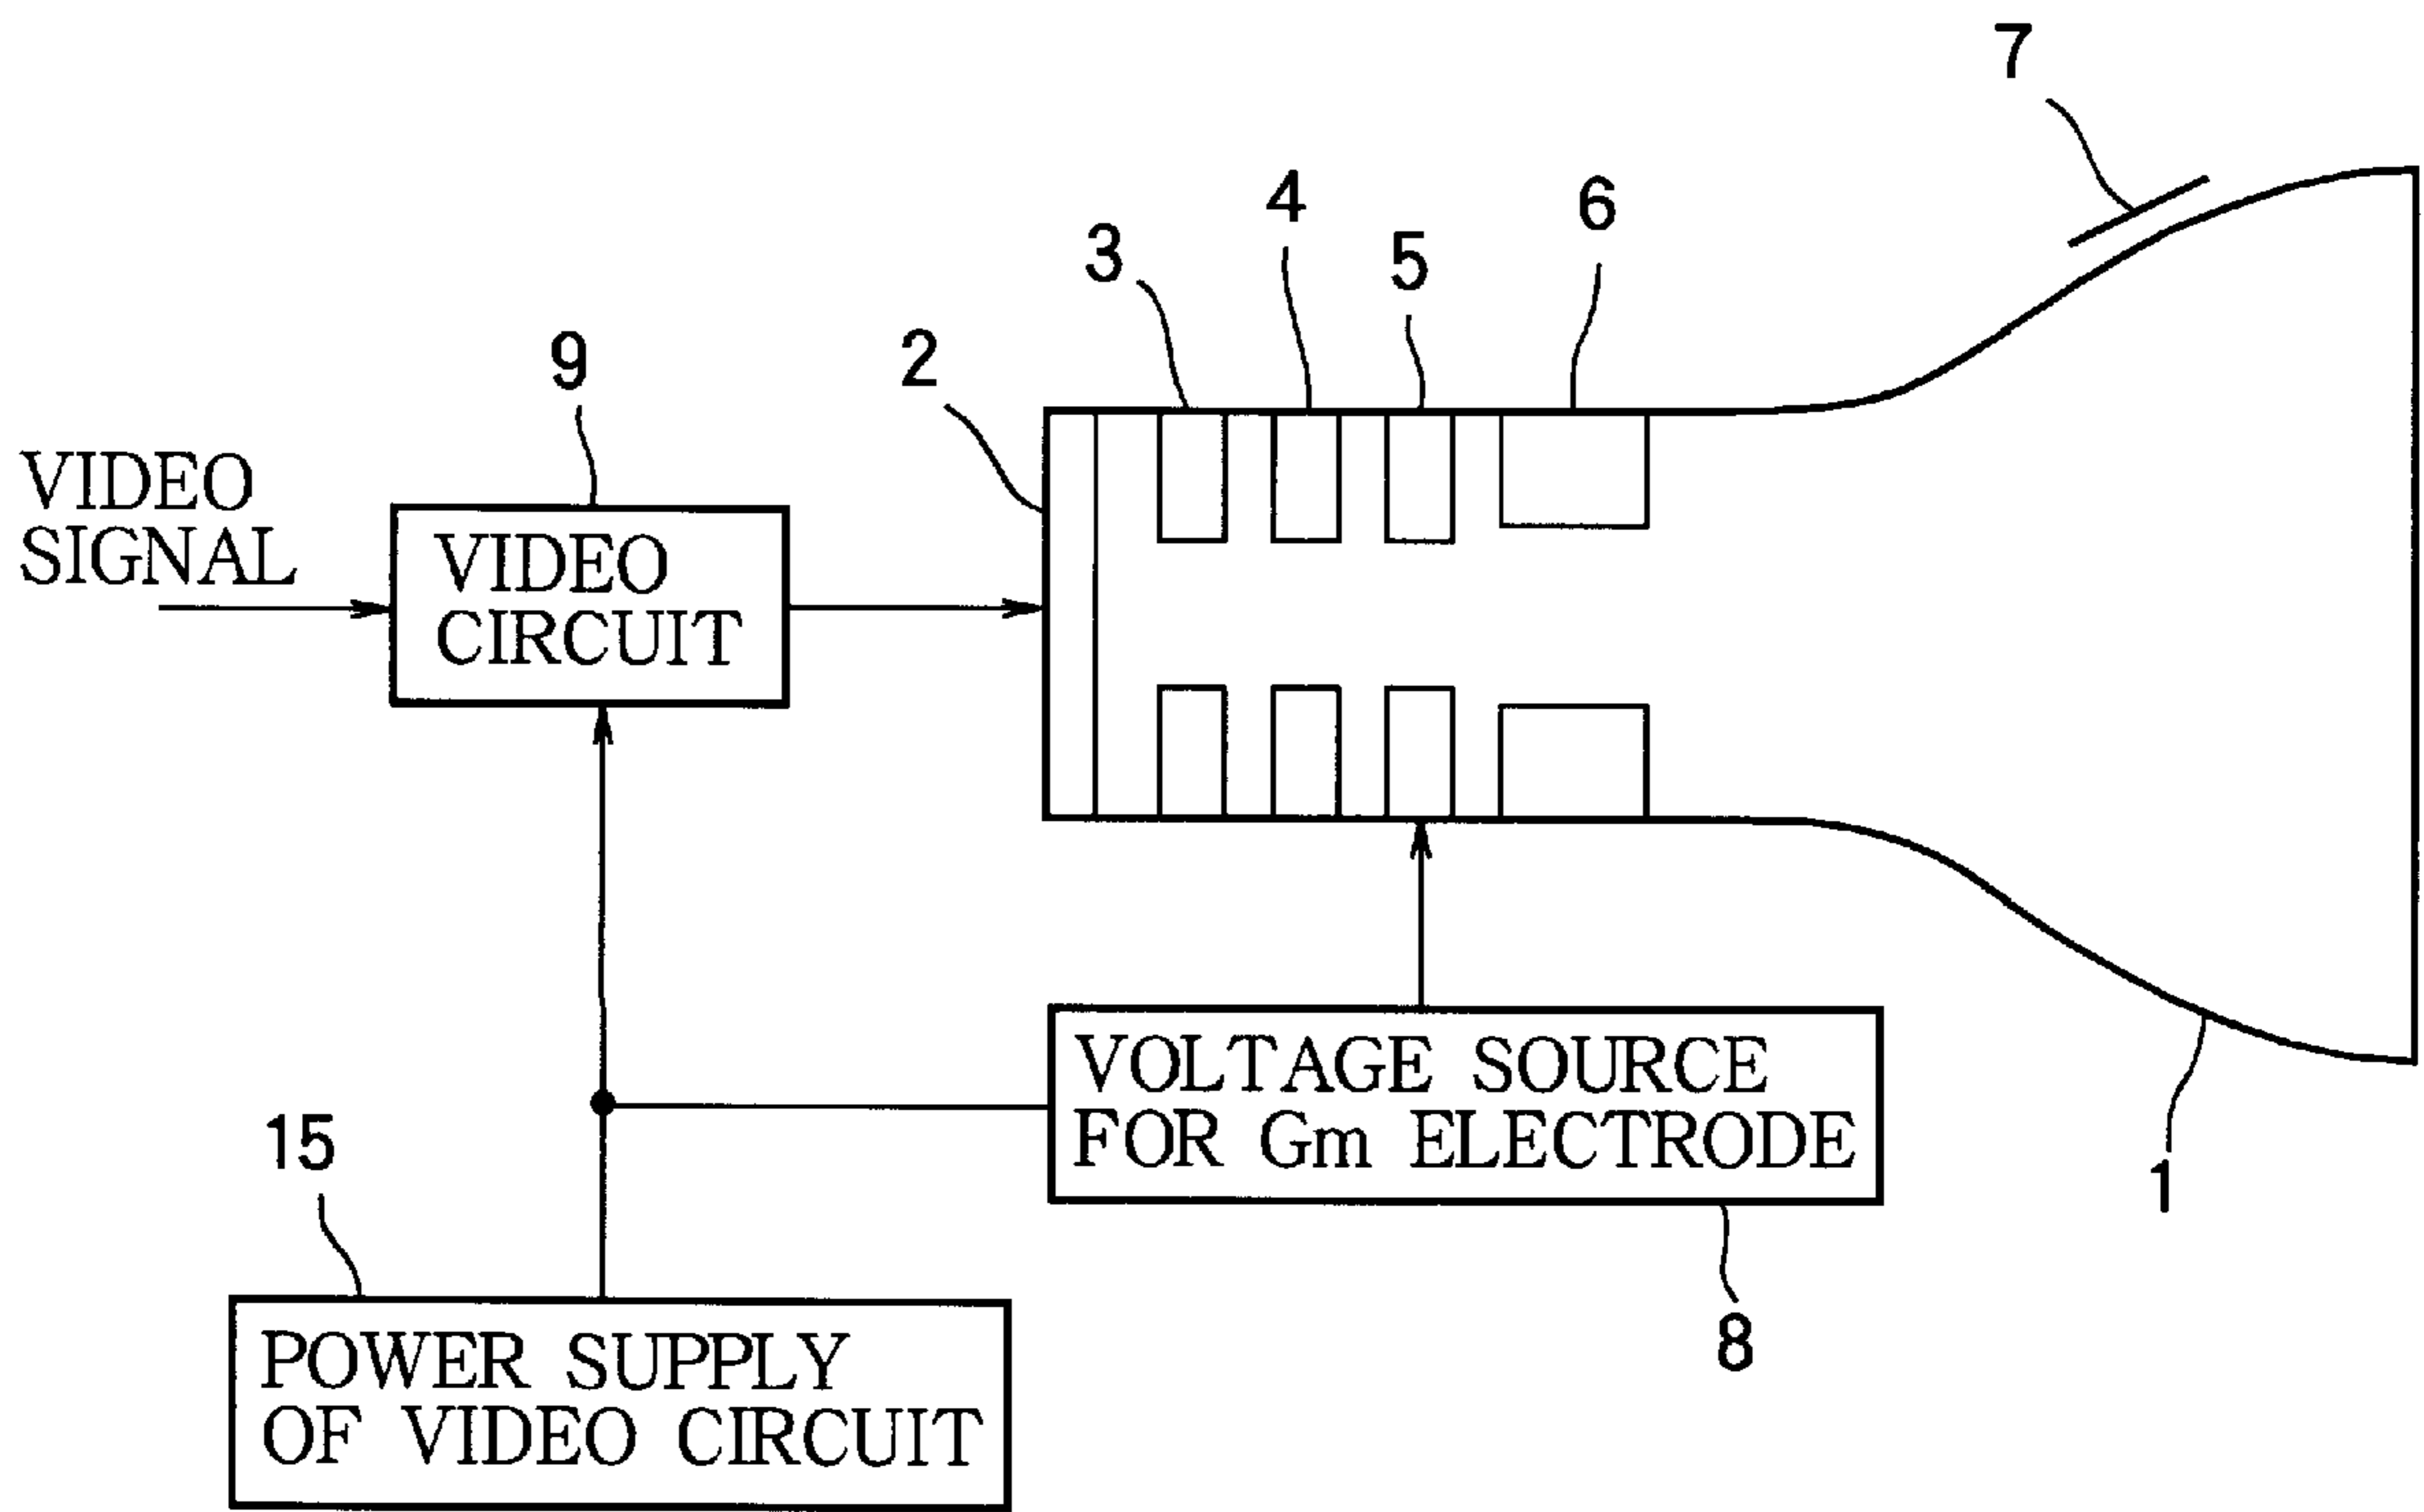 7
4
6
3
5
9
2
VIDEO
SIGNAL
VIDEO
CIRCUIT
VOLTAGE SOURCE
FOR Gm ELECTRODE
15
1
8
POWER SUPPLY
OF VIDEO CIRCUIT